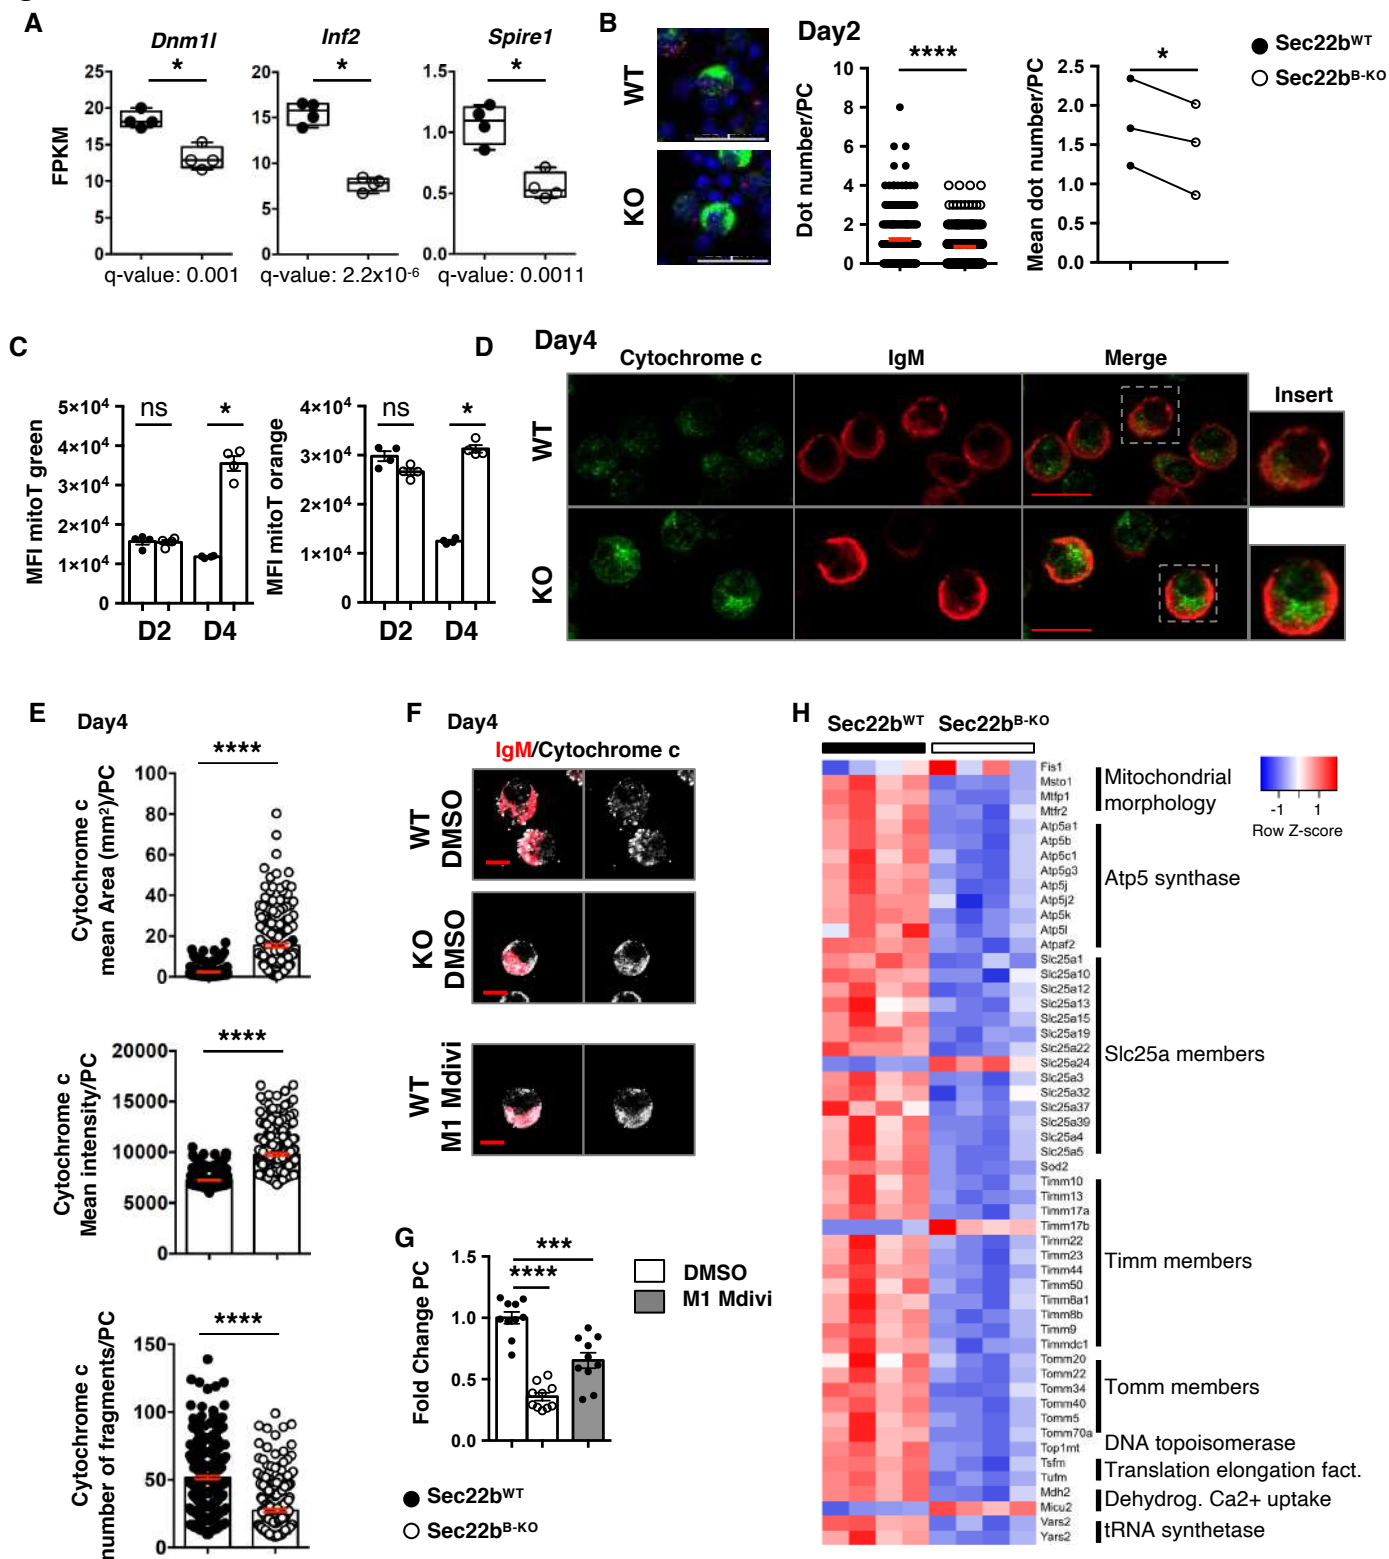 A
Dnm1l
Inf2
Spire1
*
*
*
FPKM
25
20
15
10
5
0
20
15
10
5
0
1.5
1.0
0.5
0.0
q-value: 0.001
q-value: 2.2x10-6
q-value: 0.0011
B
WT
KO
Day2
****
Dot number/PC
10
8
6
4
2
0
*
Mean dot number/PC
2.5
2.0
1.5
1.0
0.5
0.0
Sec22bWT
Sec22bB-KO
C
MFI mitoT green
5×10⁴
4×10⁴
3×10⁴
2×10⁴
1×10⁴
0
ns
*
D2
D4
MFI mitoT orange
4×10⁴
3×10⁴
2×10⁴
1×10⁴
0
ns
*
D2
D4
D
Day4
Cytochrome c
IgM
Merge
Insert
WT
KO
E
Day4
****
Cytochrome c
mean Area (mm²)/PC
100
80
60
40
20
0
****
Cytochrome c
Mean intensity/PC
20000
15000
10000
5000
0
****
Cytochrome c
number of fragments/PC
150
100
50
0
F
Day4
IgM/Cytochrome c
WT
DMSO
KO
DMSO
WT
M1 Mdivi
G
Fold Change PC
1.5
1.0
0.5
0.0
***
****
DMSO
M1 Mdivi
Sec22bWT
Sec22bB-KO
H
Sec22bWT
Sec22bB-KO
-1
1
Row Z-score
Fis1
Msto1
Mtfp1
Mtfr2
Atp5a1
Atp5b
Atp5c1
Atp5g3
Atp5j
Atp5j2
Atp5k
Atp5l
Atpaf2
Slc25a1
Slc25a10
Slc25a12
Slc25a13
Slc25a15
Slc25a19
Slc25a22
Slc25a24
Slc25a3
Slc25a32
Slc25a37
Slc25a39
Slc25a4
Slc25a5
Sod2
Timm10
Timm13
Timm17a
Timm17b
Timm22
Timm23
Timm44
Timm50
Timm8a1
Timm8b
Timm9
Timmdc1
Tomm20
Tomm22
Tomm34
Tomm40
Tomm5
Tomm70a
Top1mt
Tsfm
Tufm
Mdh2
Micu2
Vars2
Yars2
Mitochondrial
morphology
Atp5 synthase
Slc25a members
Timm members
Tomm members
DNA topoisomerase
Translation elongation fact.
Dehydrog. Ca2+ uptake
tRNA synthetase